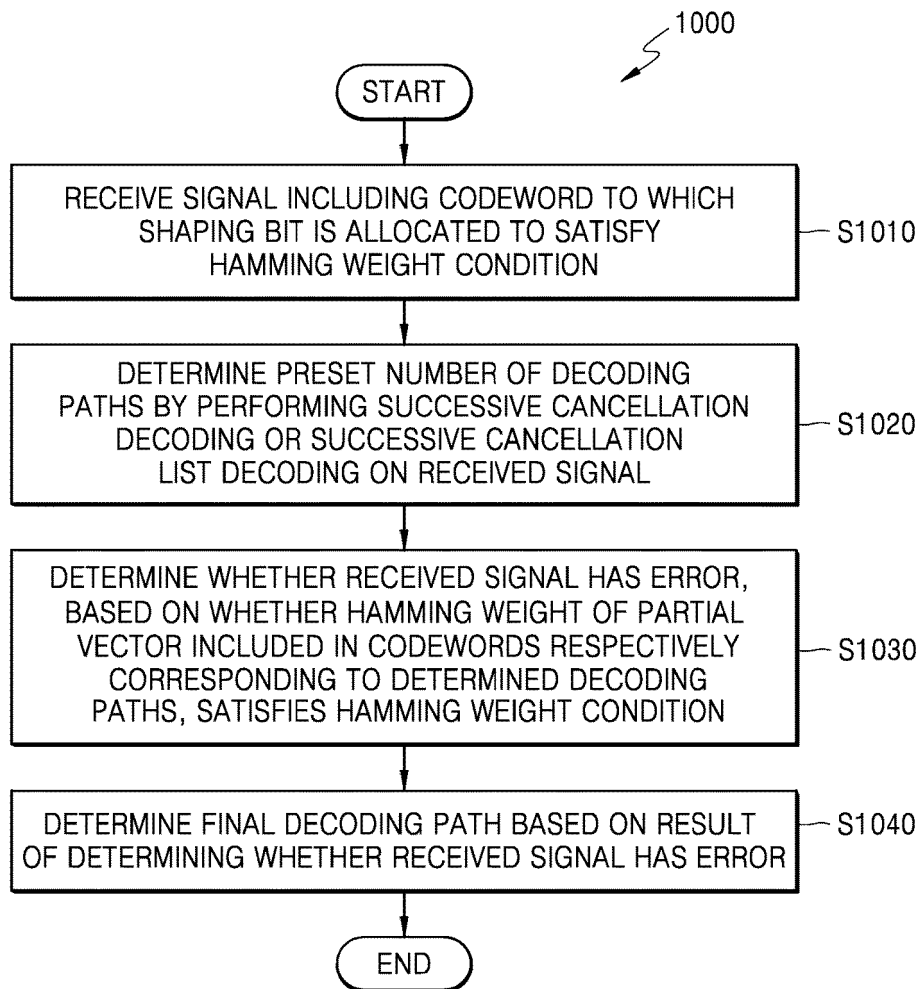 1000
START
RECEIVE SIGNAL INCLUDING CODEWORD TO WHICH
SHAPING BIT IS ALLOCATED TO SATISFY
HAMMING WEIGHT CONDITION
S1010
DETERMINE PRESET NUMBER OF DECODING
PATHS BY PERFORMING SUCCESSIVE CANCELLATION
DECODING OR SUCCESSIVE CANCELLATION
LIST DECODING ON RECEIVED SIGNAL
S1020
DETERMINE WHETHER RECEIVED SIGNAL HAS ERROR,
BASED ON WHETHER HAMMING WEIGHT OF PARTIAL
VECTOR INCLUDED IN CODEWORDS RESPECTIVELY
CORRESPONDING TO DETERMINED DECODING
PATHS, SATISFIES HAMMING WEIGHT CONDITION
S1030
DETERMINE FINAL DECODING PATH BASED ON RESULT
OF DETERMINING WHETHER RECEIVED SIGNAL HAS ERROR
S1040
END